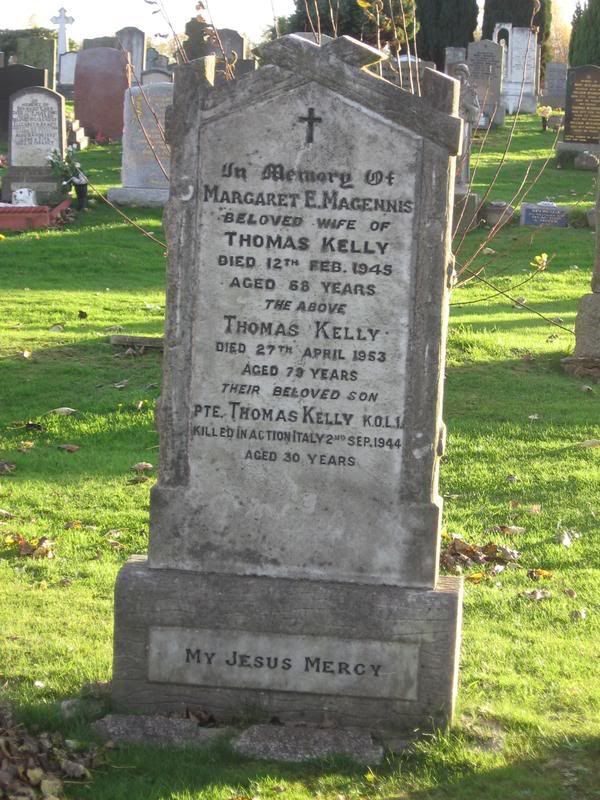 In Memory Of
MARGARET E. MAGENNIS
BELOVED WIFE OF
THOMAS KELLY
DIED 12TH FEB. 1945
AGED 68 YEARS
THE ABOVE
THOMAS KELLY
DIED 27TH APRIL 1953
AGED 79 YEARS
THEIR BELOVED SON
PTE. THOMAS KELLY K.O.L.I.
KILLED IN ACTION ITALY 2ND SEP. 1944
AGED 30 YEARS
MY JESUS MERCY